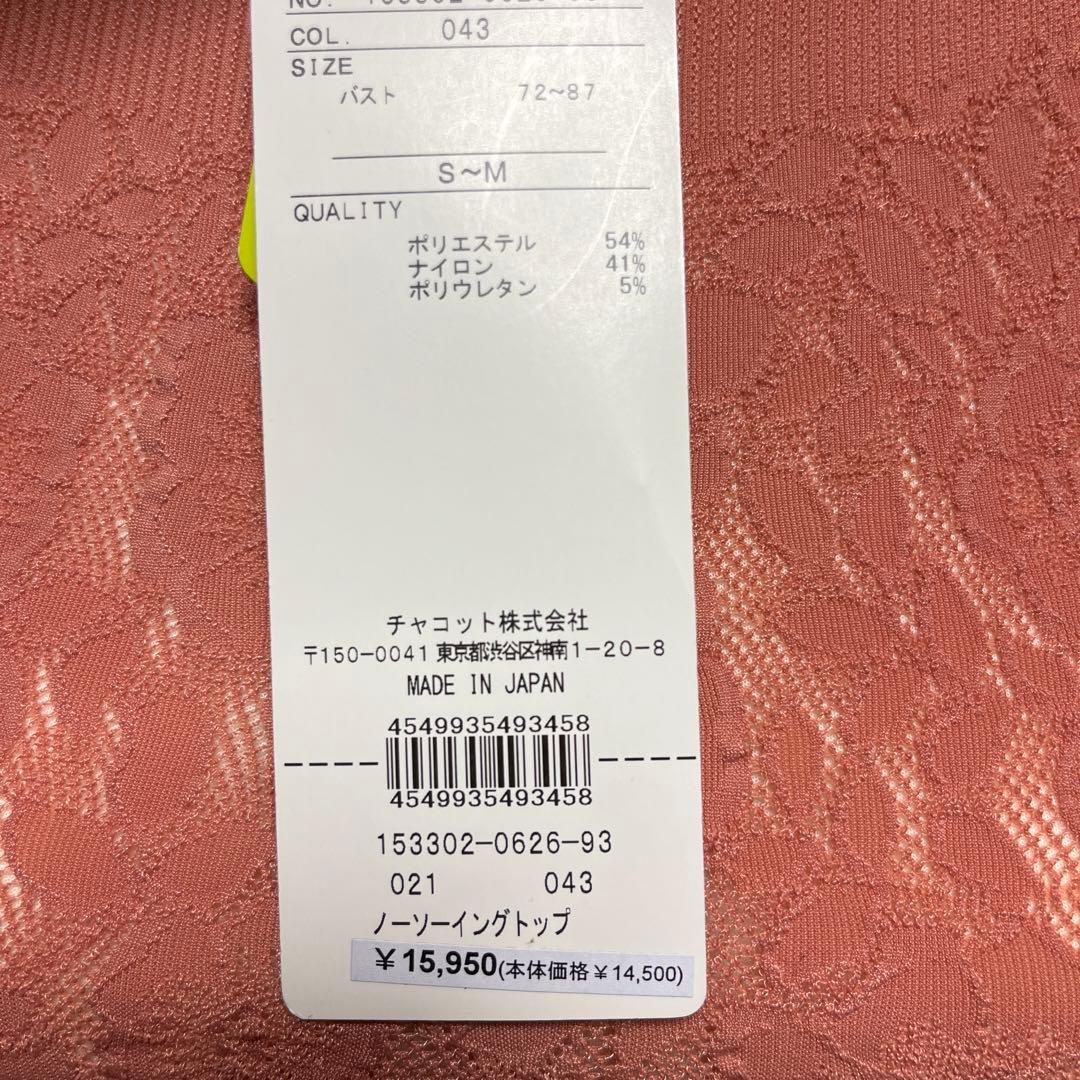 COL. 043
SIZE
バスト 72~87
S~M
QUALITY
ポリエステル 54%
ナイロン 41%
ポリウレタン 5%
チャコット株式会社
〒150-0041 東京都渋谷区神南1-20-8
MADE IN JAPAN
4549935493458
4549935493458
153302-0626-93
021 043
ノーソーイングトップ
￥15,950(本体価格￥14,500)